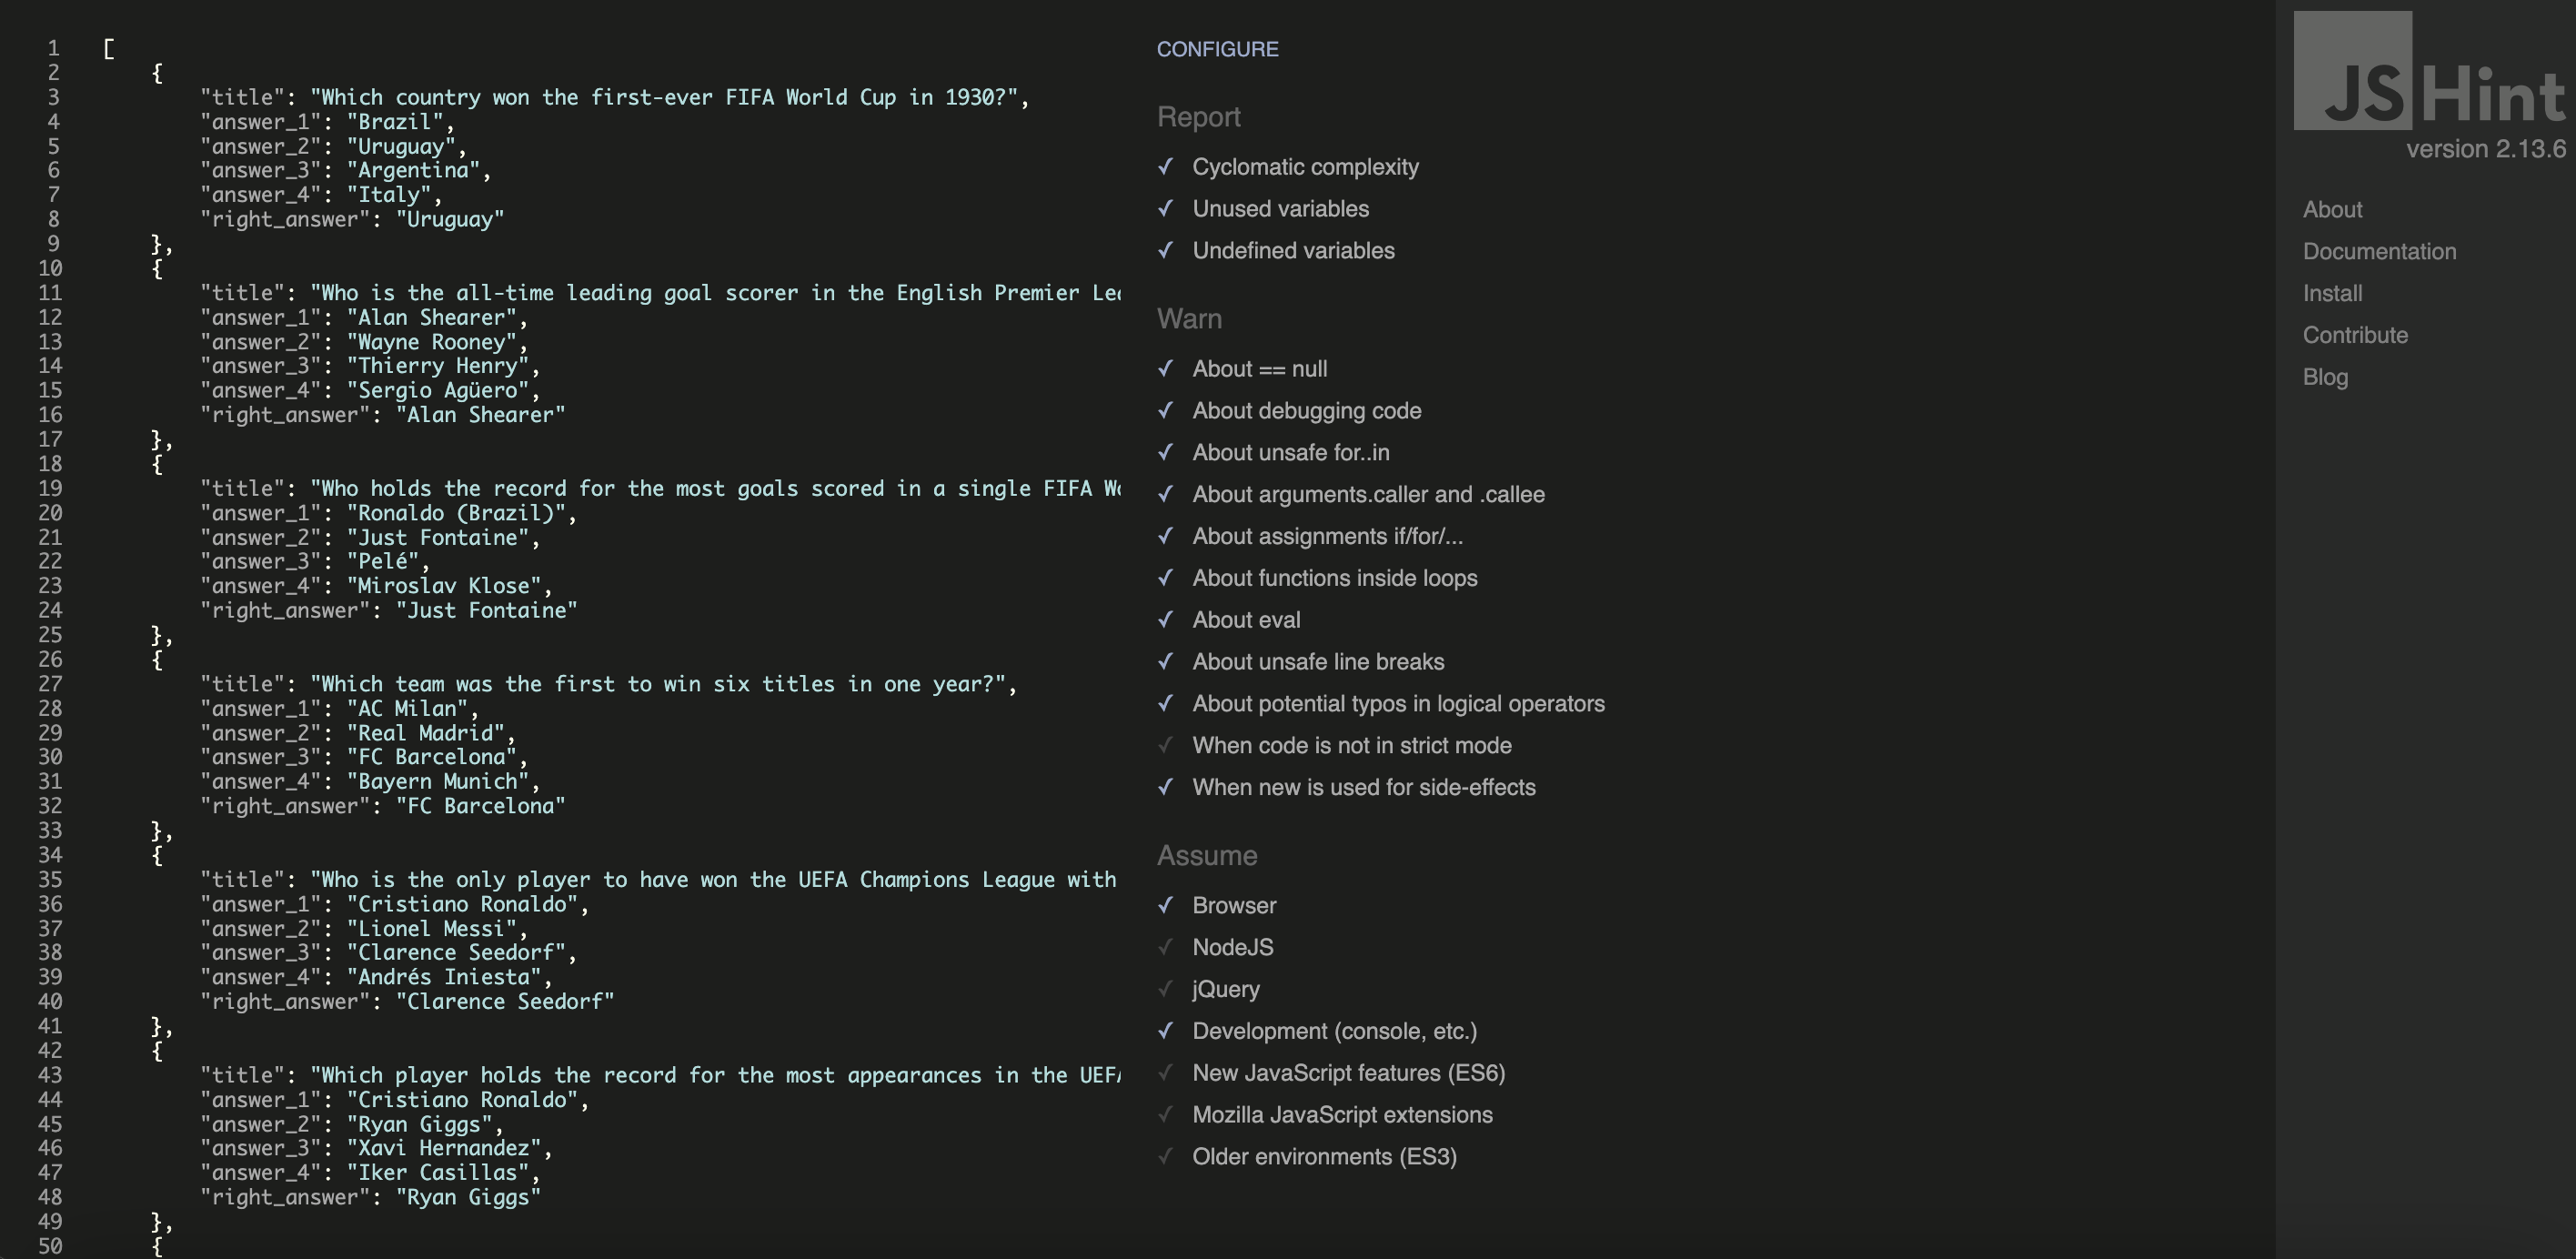 1 [
2 {
3 "title": "Which country won the first-ever FIFA World Cup in 1930?",
4 "answer_1": "Brazil",
5 "answer_2": "Uruguay",
6 "answer_3": "Argentina",
7 "answer_4": "Italy",
8 "right_answer": "Uruguay"
9 },
10 {
11 "title": "Who is the all-time leading goal scorer in the English Premier
12 "answer_1": "Alan Shearer",
13 "answer_2": "Wayne Rooney",
14 "answer_3": "Thierry Henry",
15 "answer_4": "Sergio Agüero",
16 "right_answer": "Alan Shearer"
17 },
18 {
19 "title": "Who holds the record for the most goals scored in a single FIFA
20 "answer_1": "Ronaldo (Brazil)",
21 "answer_2": "Just Fontaine",
22 "answer_3": "Pelé",
23 "answer_4": "Miroslav Klose",
24 "right_answer": "Just Fontaine"
25 },
26 {
27 "title": "Which team was the first to win six titles in one year?",
28 "answer_1": "AC Milan",
29 "answer_2": "Real Madrid",
30 "answer_3": "FC Barcelona",
31 "answer_4": "Bayern Munich",
32 "right_answer": "FC Barcelona"
33 },
34 {
35 "title": "Who is the only player to have won the UEFA Champions League with
36 "answer_1": "Cristiano Ronaldo",
37 "answer_2": "Lionel Messi",
38 "answer_3": "Clarence Seedorf",
39 "answer_4": "Andrés Iniesta",
40 "right_answer": "Clarence Seedorf"
41 },
42 {
43 "title": "Which player holds the record for the most appearances in the
44 "answer_1": "Cristiano Ronaldo",
45 "answer_2": "Ryan Giggs",
46 "answer_3": "Xavi Hernandez",
47 "answer_4": "Iker Casillas",
48 "right_answer": "Ryan Giggs"
49 },
50 {
CONFIGURE
Report
✓ Cyclomatic complexity
✓ Unused variables
✓ Undefined variables
Warn
✓ About == null
✓ About debugging code
✓ About unsafe for..in
✓ About arguments.caller and .callee
✓ About assignments if/for/...
✓ About functions inside loops
✓ About eval
✓ About unsafe line breaks
✓ About potential typos in logical operators
✓ When code is not in strict mode
✓ When new is used for side-effects
Assume
✓ Browser
✓ NodeJS
✓ jQuery
✓ Development (console, etc.)
✓ New JavaScript features (ES6)
✓ Mozilla JavaScript extensions
✓ Older environments (ES3)
JSHint
version 2.13.6
About
Documentation
Install
Contribute
Blog